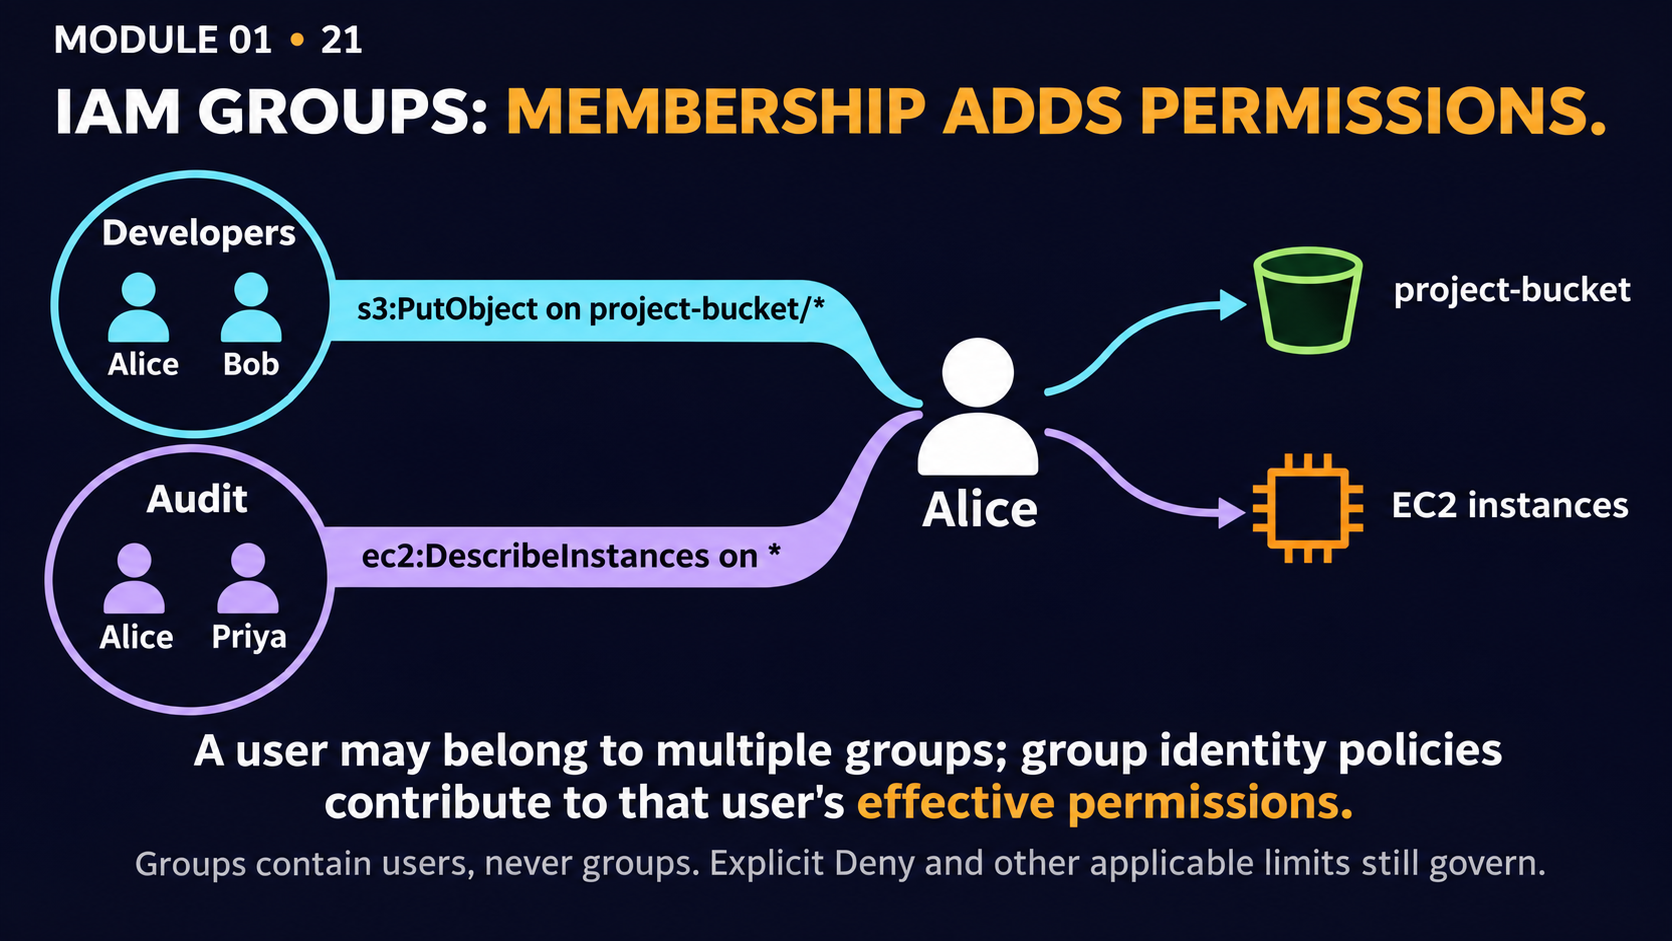 MODULE 01 • 21
IAM GROUPS: MEMBERSHIP ADDS PERMISSIONS.
Developers
Alice
Bob
s3:PutObject on project-bucket/*
Audit
Alice
Priya
ec2:DescribeInstances on *
Alice
project-bucket
EC2 instances
A user may belong to multiple groups; group identity policies
contribute to that user's effective permissions.
Groups contain users, never groups. Explicit Deny and other applicable limits still govern.